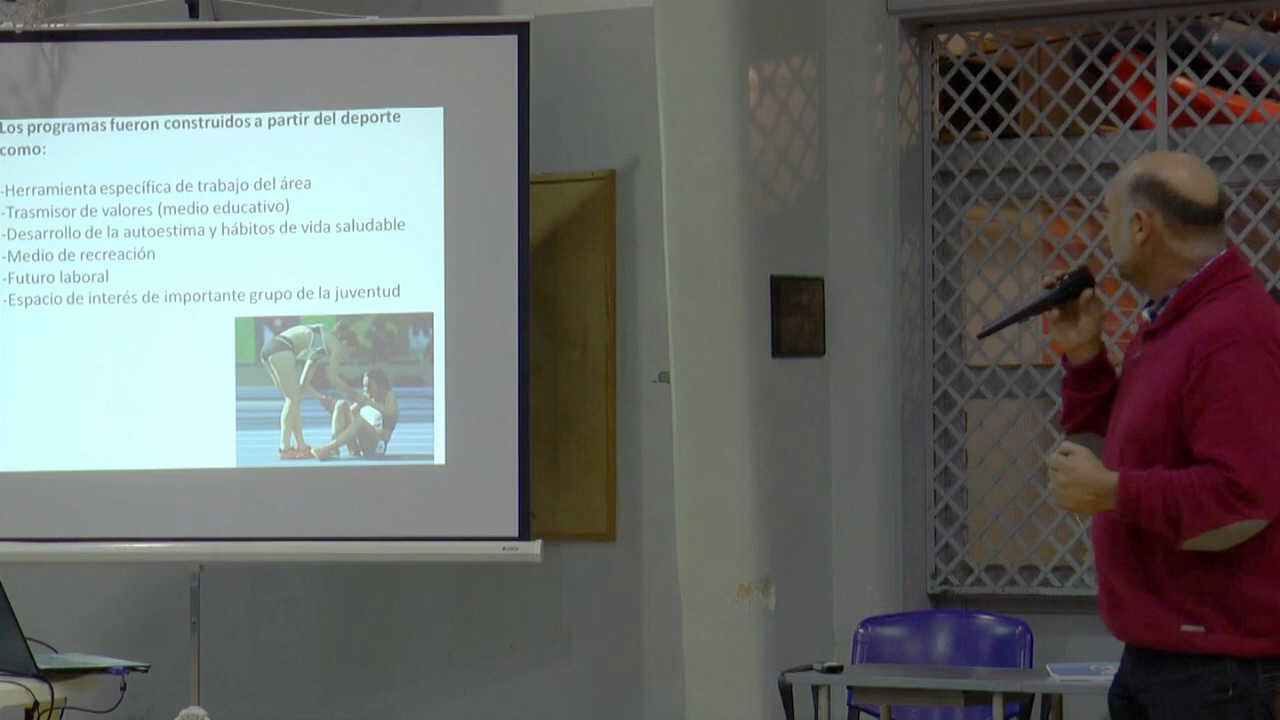 Los programas fueron construidos a partir del deporte
como:
-Herramienta específica de trabajo del área
-Trasmisor de valores (medio educativo)
-Desarrollo de la autoestima y hábitos de vida saludable
-Medio de recreación
-Futuro laboral
-Espacio de interés de importante grupo de la juventud